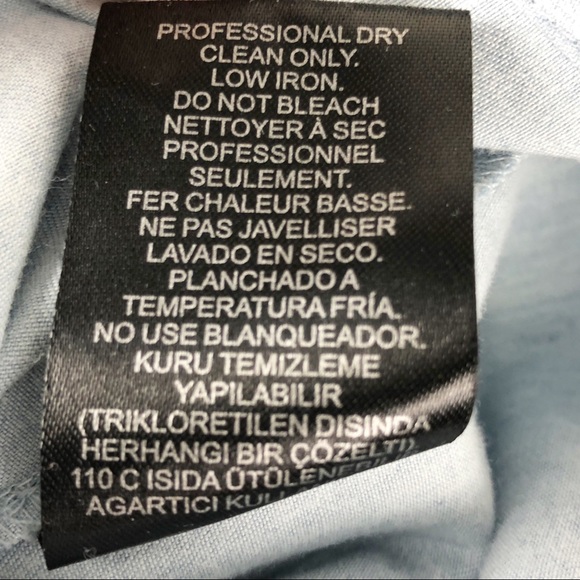 PROFESSIONAL DRY
CLEAN ONLY.
LOW IRON.
DO NOT BLEACH
NETTOYER À SEC
PROFESSIONNEL
SEULEMENT.
FER CHALEUR BASSE.
NE PAS JAVELLISER
LAVADO EN SECO.
PLANCHADO A
TEMPERATURA FRÍA.
NO USE BLANQUEADOR.
KURU TEMIZLEME
YAPILABILIR
(TRIKLORETILEN DISINDA
HERHANGI BIR ÇÖZELTI).
110 C ISIDA
AGARTICI